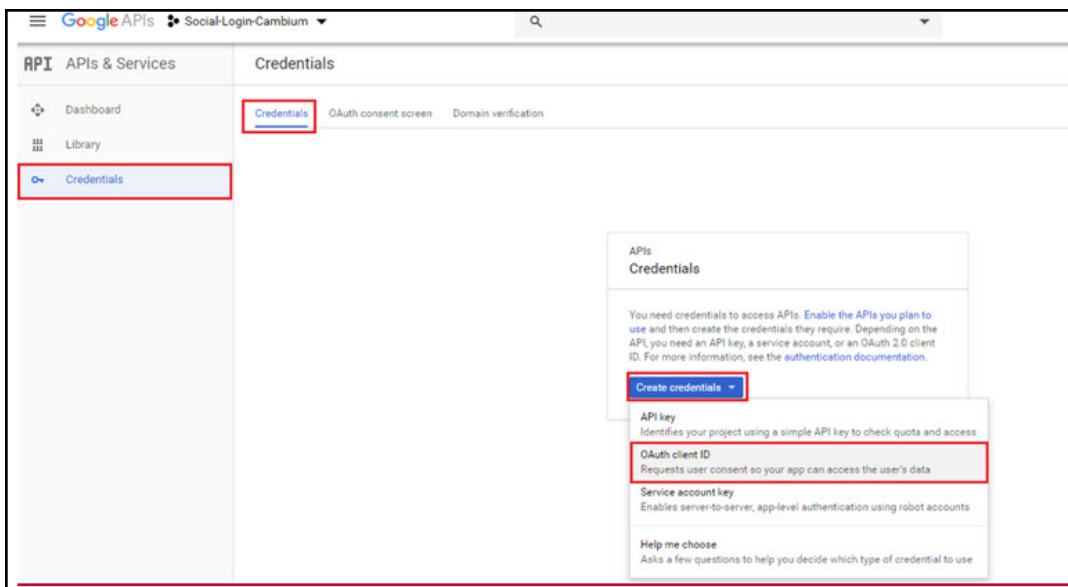 Google APIs Social-Login-Cambium
API APIs & Services
Credentials
Dashboard
Library
Credentials
Credentials OAuth consent screen Domain verification
APIs
Credentials
You need credentials to access APIs. Enable the APIs you plan to
use and then create the credentials they require. Depending on the
API, you need an API key, a service account, or an OAuth 2.0 client
ID. For more information, see the authentication documentation.
Create credentials
API key
Identifies your project using a simple API key to check quota and access
OAuth client ID
Requests user consent so your app can access the user's data
Service account key
Enables server-to-server, app-level authentication using robot accounts
Help me choose
Asks a few questions to help you decide which type of credential to use